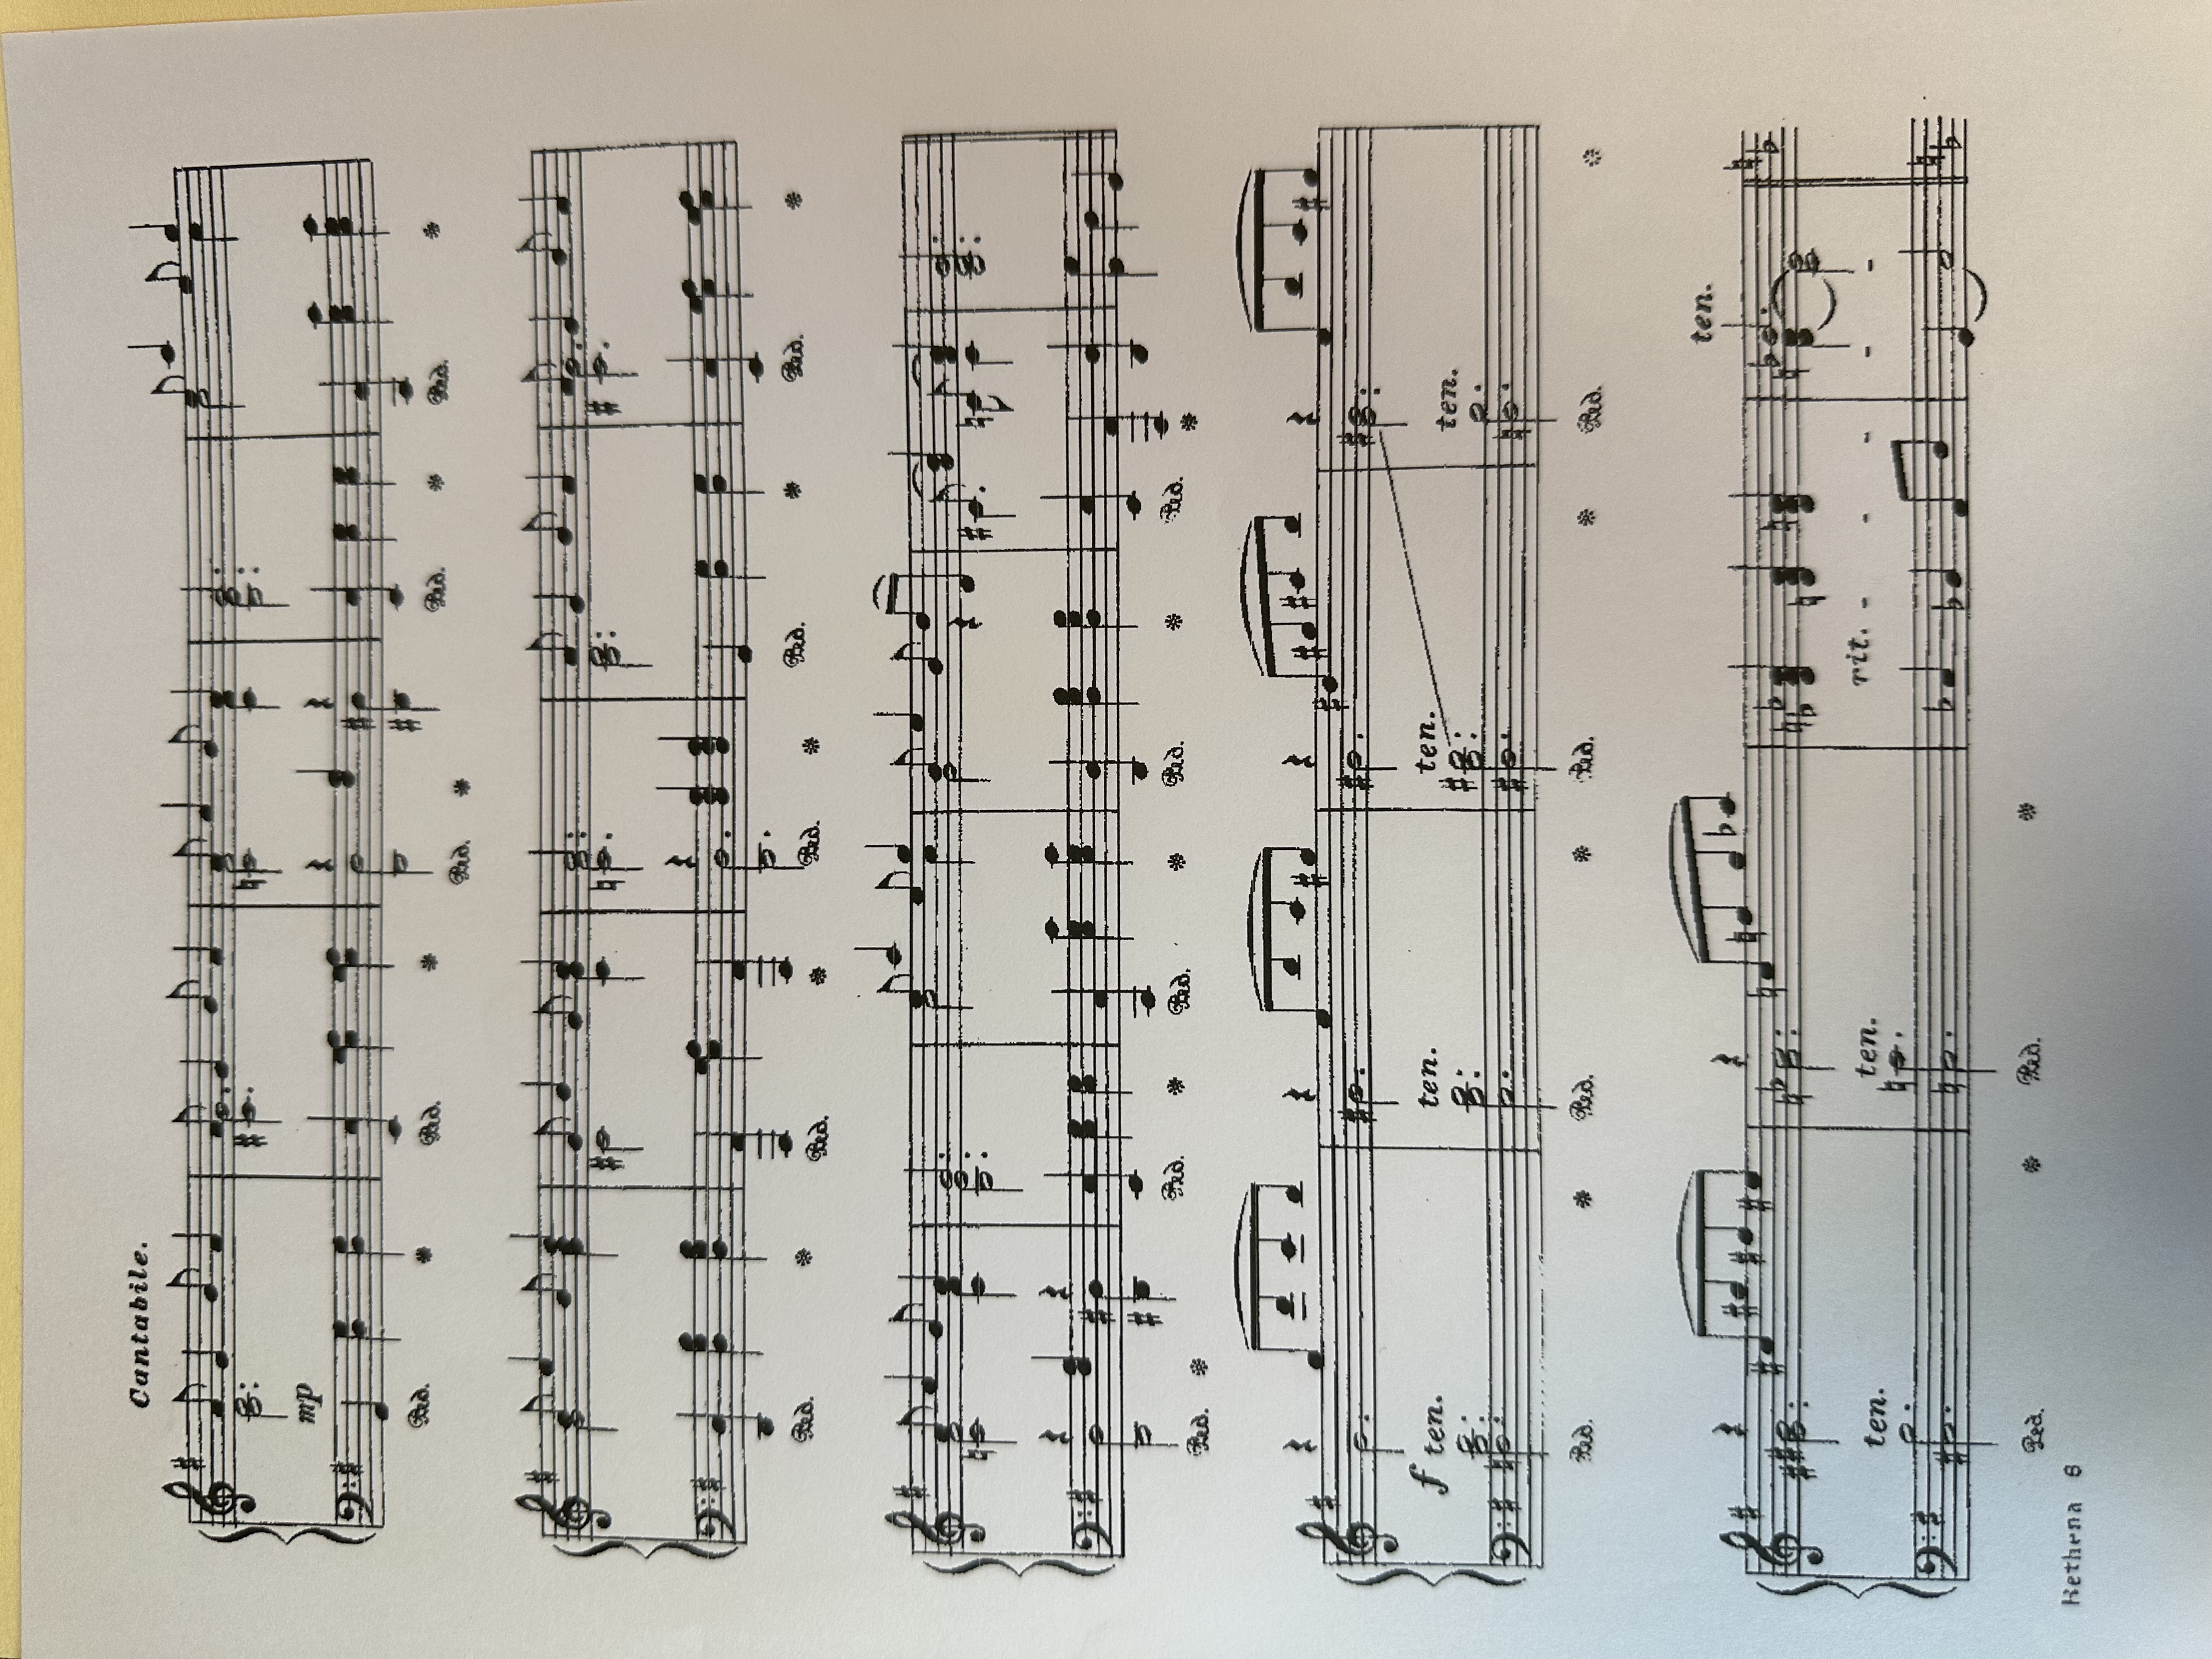 Cantabile.
mp
Ped. * Ped. * Ped. * Ped. * Ped. *
Ped. * Ped. * Ped. * Ped. * Ped. *
Ped. * Ped. * Ped. * Ped. * Ped. *
f ten. ten. ten. ten.
Ped. * Ped. * Ped. * Ped. *
ten.
ten. ten. rit. - - - - -
Ped. * Ped. *
Bethena 8